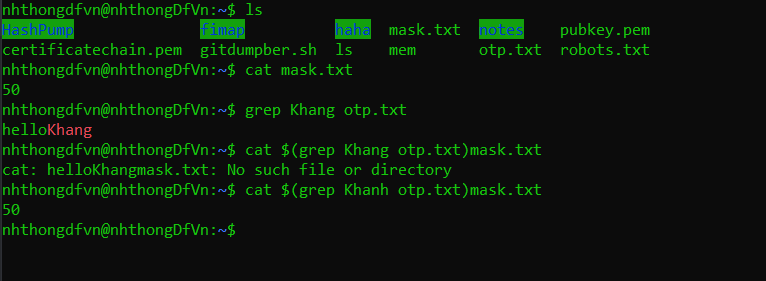 nhthongdfvn@nhthongDfVn:~$ ls
HashPump fimap haha mask.txt notes pubkey.pem
certificatechain.pem gitdumpber.sh ls mem otp.txt robots.txt
nhthongdfvn@nhthongDfVn:~$ cat mask.txt
50
nhthongdfvn@nhthongDfVn:~$ grep Khang otp.txt
helloKhang
nhthongdfvn@nhthongDfVn:~$ cat $(grep Khang otp.txt)mask.txt
cat: helloKhangmask.txt: No such file or directory
nhthongdfvn@nhthongDfVn:~$ cat $(grep Khanh otp.txt)mask.txt
50
nhthongdfvn@nhthongDfVn:~$